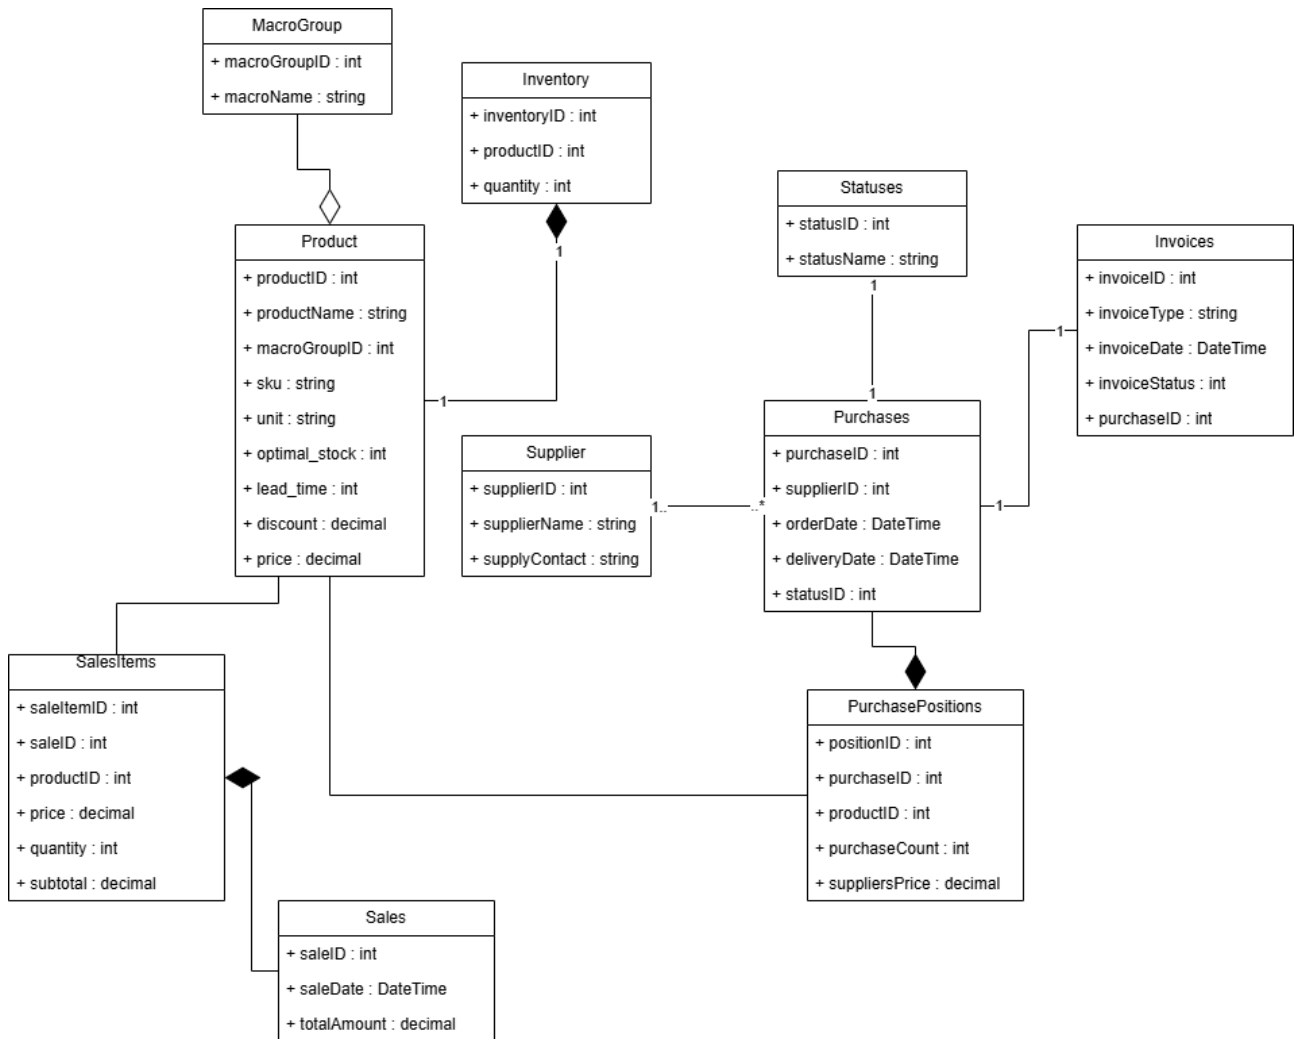 MacroGroup
+ macroGroupID : int
+ macroName : string
Inventory
+ inventoryID : int
+ productID : int
+ quantity : int
1
Statuses
+ statusID : int
+ statusName : string
1
Product
+ productID : int
+ productName : string
+ macroGroupID : int
+ sku : string
+ unit : string
+ optimal_stock : int
+ lead_time : int
+ discount : decimal
+ price : decimal
1
Invoices
+ invoiceID : int
+ invoiceType : string
+ invoiceDate : DateTime
+ invoiceStatus : int
+ purchaseID : int
1
Supplier
+ supplierID : int
+ supplierName : string
+ supplyContact : string
1..
..*
1
Purchases
+ purchaseID : int
+ supplierID : int
+ orderDate : DateTime
+ deliveryDate : DateTime
+ statusID : int
1
SalesItems
+ saleItemID : int
+ saleID : int
+ productID : int
+ price : decimal
+ quantity : int
+ subtotal : decimal
PurchasePositions
+ positionID : int
+ purchaseID : int
+ productID : int
+ purchaseCount : int
+ suppliersPrice : decimal
Sales
+ saleID : int
+ saleDate : DateTime
+ totalAmount : decimal